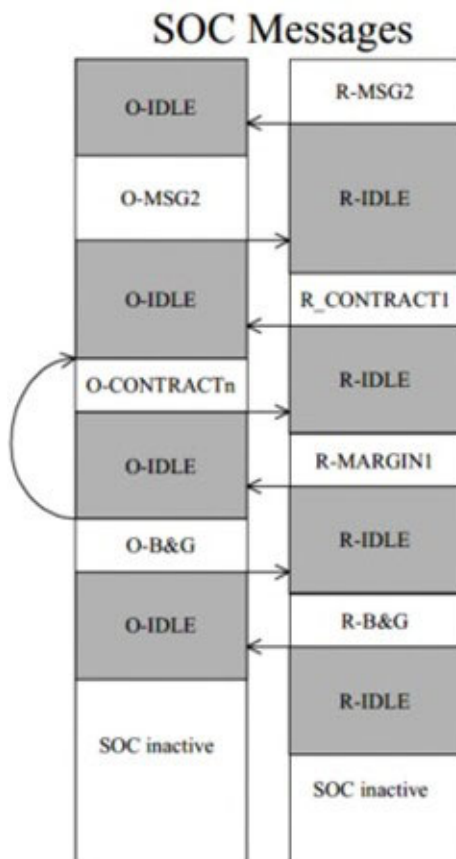 SOC Messages
O-IDLE
R-MSG2
O-MSG2
R-IDLE
O-IDLE
R_CONTRACT1
O-CONTRACTn
R-IDLE
O-IDLE
R-MARGIN1
O-B&G
R-IDLE
O-IDLE
R-B&G
R-IDLE
SOC inactive
SOC inactive